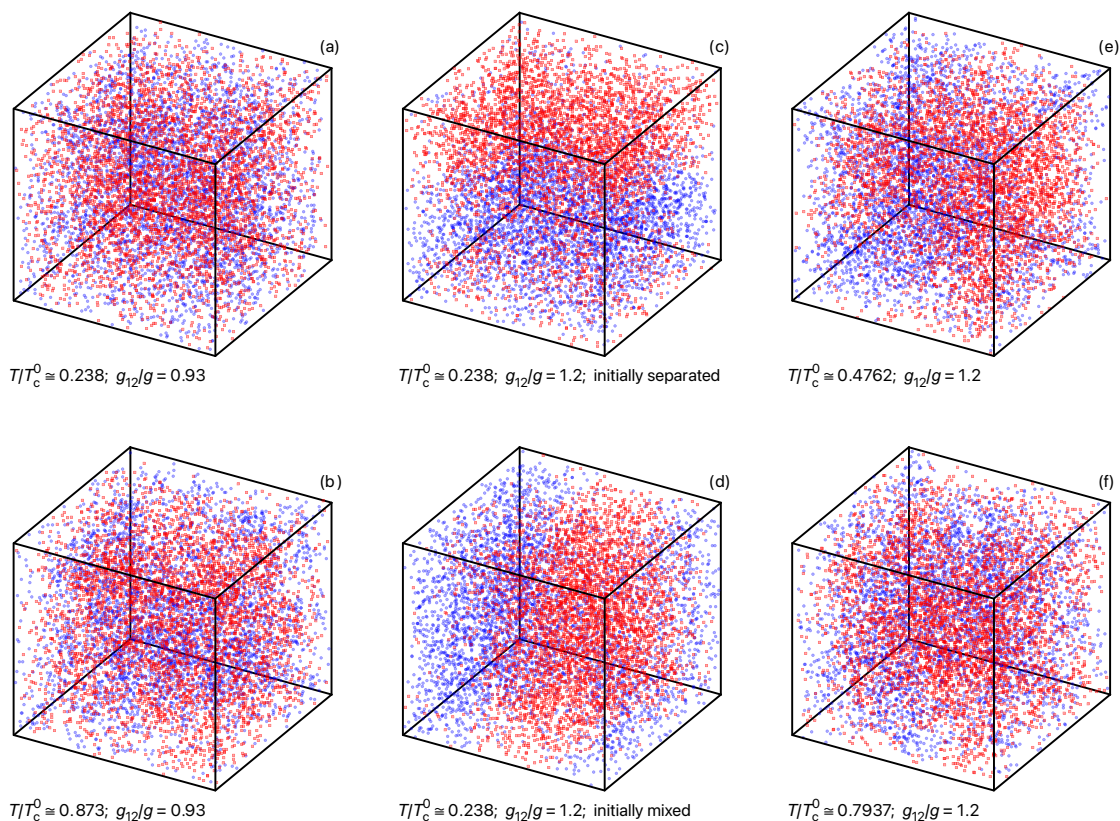 (a)
(c)
(e)
T/T_c^0 ≅ 0.238; g_12/g = 0.93
T/T_c^0 ≅ 0.238; g_12/g = 1.2; initially separated
T/T_c^0 ≅ 0.4762; g_12/g = 1.2
(b)
(d)
(f)
T/T_c^0 ≅ 0.873; g_12/g = 0.93
T/T_c^0 ≅ 0.238; g_12/g = 1.2; initially mixed
T/T_c^0 ≅ 0.7937; g_12/g = 1.2